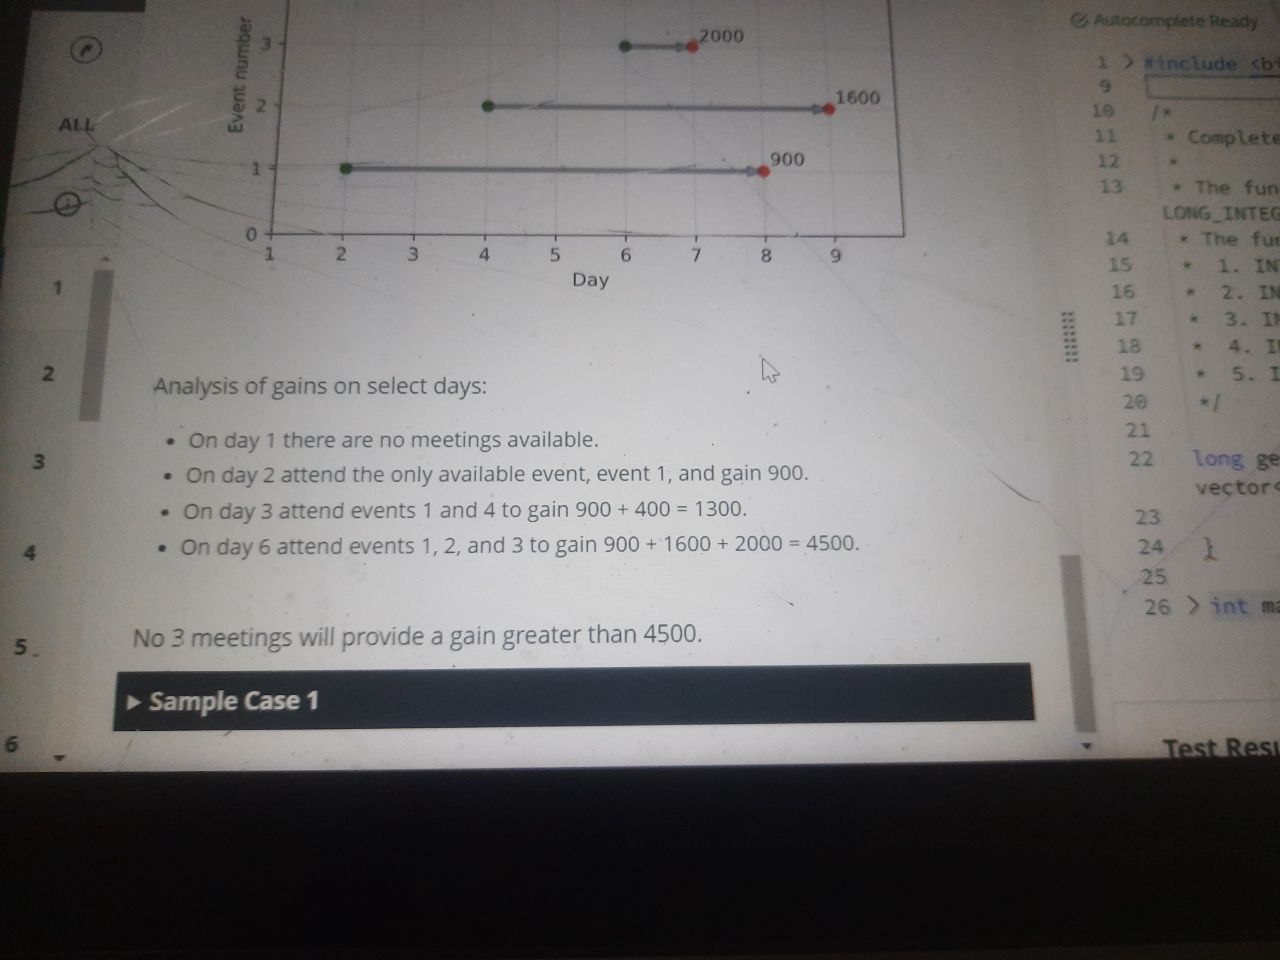 Event number
3
2000
2
1600
1
900
0
1 2 3 4 5 6 7 8 9
Day
ALL
1
2
3
4
5
6
Analysis of gains on select days:
• On day 1 there are no meetings available.
• On day 2 attend the only available event, event 1, and gain 900.
• On day 3 attend events 1 and 4 to gain 900 + 400 = 1300.
• On day 6 attend events 1, 2, and 3 to gain 900 + 1600 + 2000 = 4500.
No 3 meetings will provide a gain greater than 4500.
▶ Sample Case 1
Autocomplete Ready
1 > #include <b
9
10 /*
11 * Complete
12 *
13 * The fun
LONG_INTEG
14 * The fu
15 * 1. IN
16 * 2. IN
17 * 3. I
18 * 4. I
19 * 5. I
20 */
21
22 long ge
vector<
23
24 }
25
26 > int ma
Test Resu